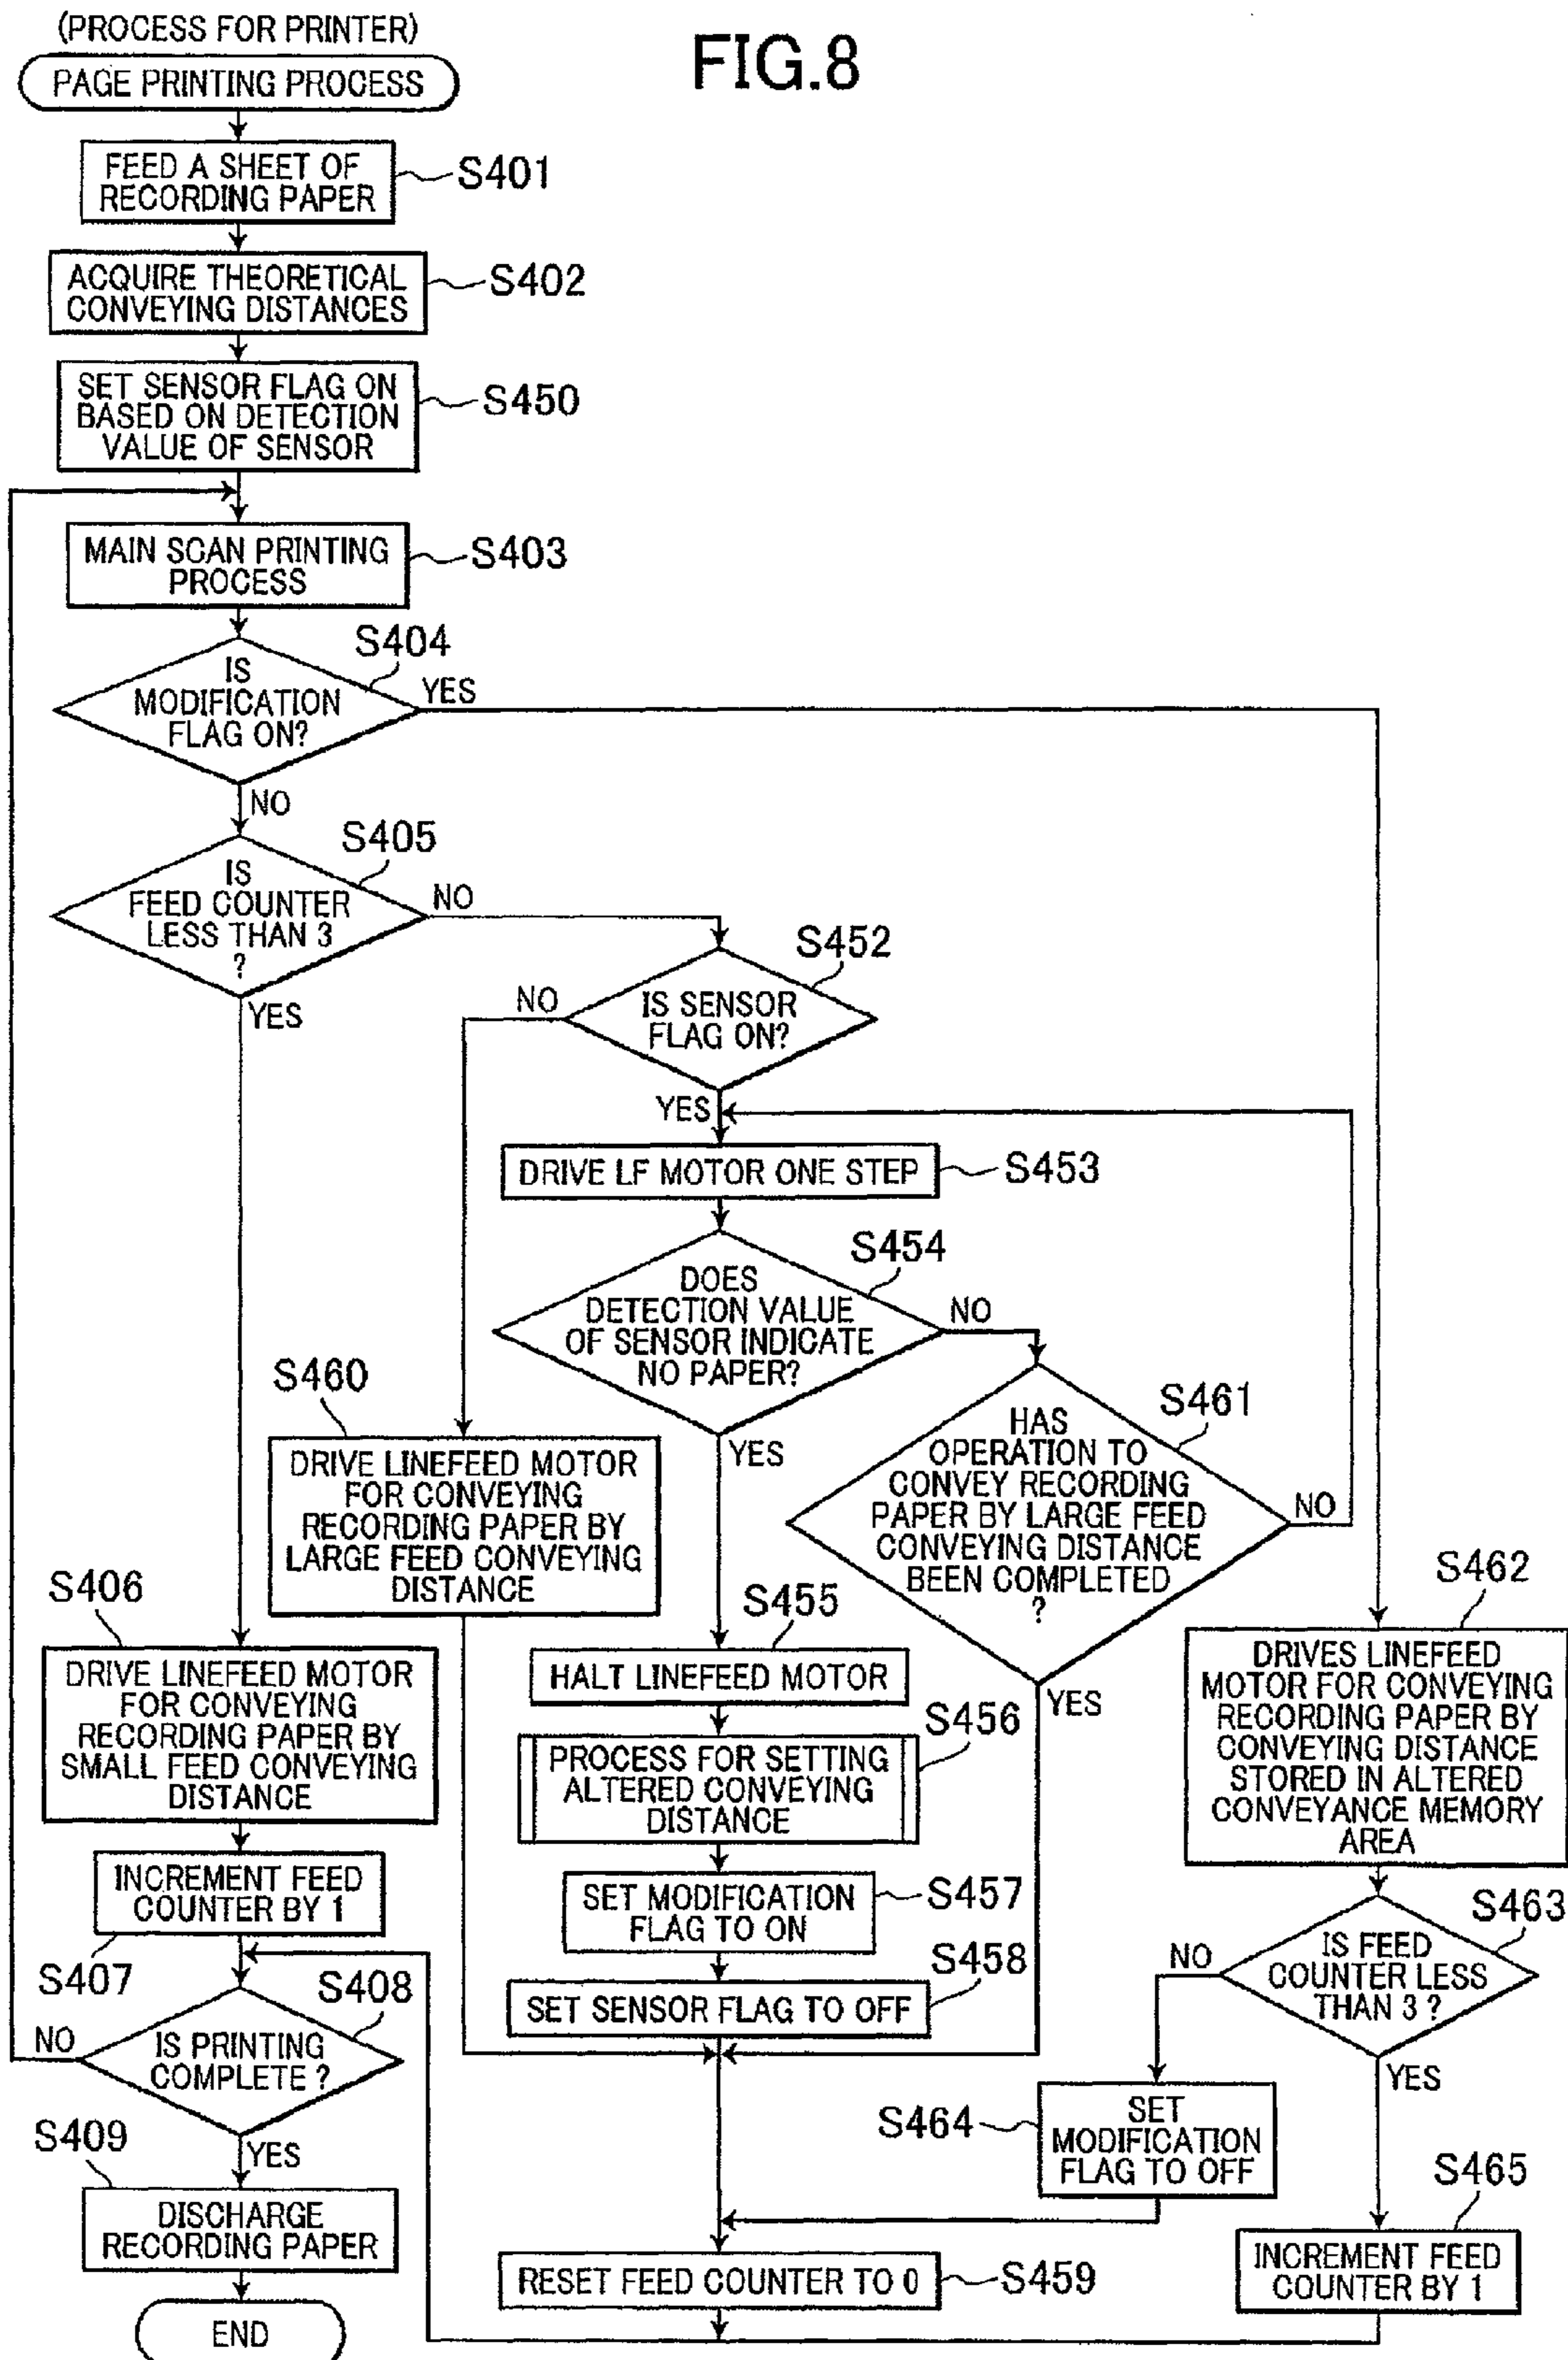 (PROCESS FOR PRINTER)
FIG.8
PAGE PRINTING PROCESS
FEED A SHEET OF
RECORDING PAPER
S401
ACQUIRE THEORETICAL
CONVEYING DISTANCES
S402
SET SENSOR FLAG ON
BASED ON DETECTION
VALUE OF SENSOR
S450
MAIN SCAN PRINTING
PROCESS
S403
S404
IS
MODIFICATION
FLAG ON?
YES
NO
S405
IS
FEED COUNTER
LESS THAN 3
?
NO
YES
S452
IS SENSOR
FLAG ON?
NO
YES
DRIVE LF MOTOR ONE STEP
S453
S454
DOES
DETECTION VALUE
OF SENSOR INDICATE
NO PAPER?
NO
YES
S460
DRIVE LINEFEED MOTOR
FOR CONVEYING
RECORDING PAPER BY
LARGE FEED CONVEYING
DISTANCE
S461
HAS
OPERATION TO
CONVEY RECORDING
PAPER BY LARGE FEED
CONVEYING DISTANCE
BEEN COMPLETED
?
NO
YES
S406
DRIVE LINEFEED MOTOR
FOR CONVEYING
RECORDING PAPER BY
SMALL FEED CONVEYING
DISTANCE
S455
HALT LINEFEED MOTOR
S456
PROCESS FOR SETTING
ALTERED CONVEYING
DISTANCE
SET MODIFICATION
FLAG TO ON
S457
SET SENSOR FLAG TO OFF
S458
S462
DRIVES LINEFEED
MOTOR FOR CONVEYING
RECORDING PAPER BY
CONVEYING DISTANCE
STORED IN ALTERED
CONVEYANCE MEMORY
AREA
INCREMENT FEED
COUNTER BY 1
S407
S408
IS PRINTING
COMPLETE ?
NO
YES
S463
IS FEED
COUNTER LESS
THAN 3 ?
NO
YES
S464
SET
MODIFICATION
FLAG TO OFF
S409
DISCHARGE
RECORDING PAPER
RESET FEED COUNTER TO 0
S459
S465
INCREMENT FEED
COUNTER BY 1
END